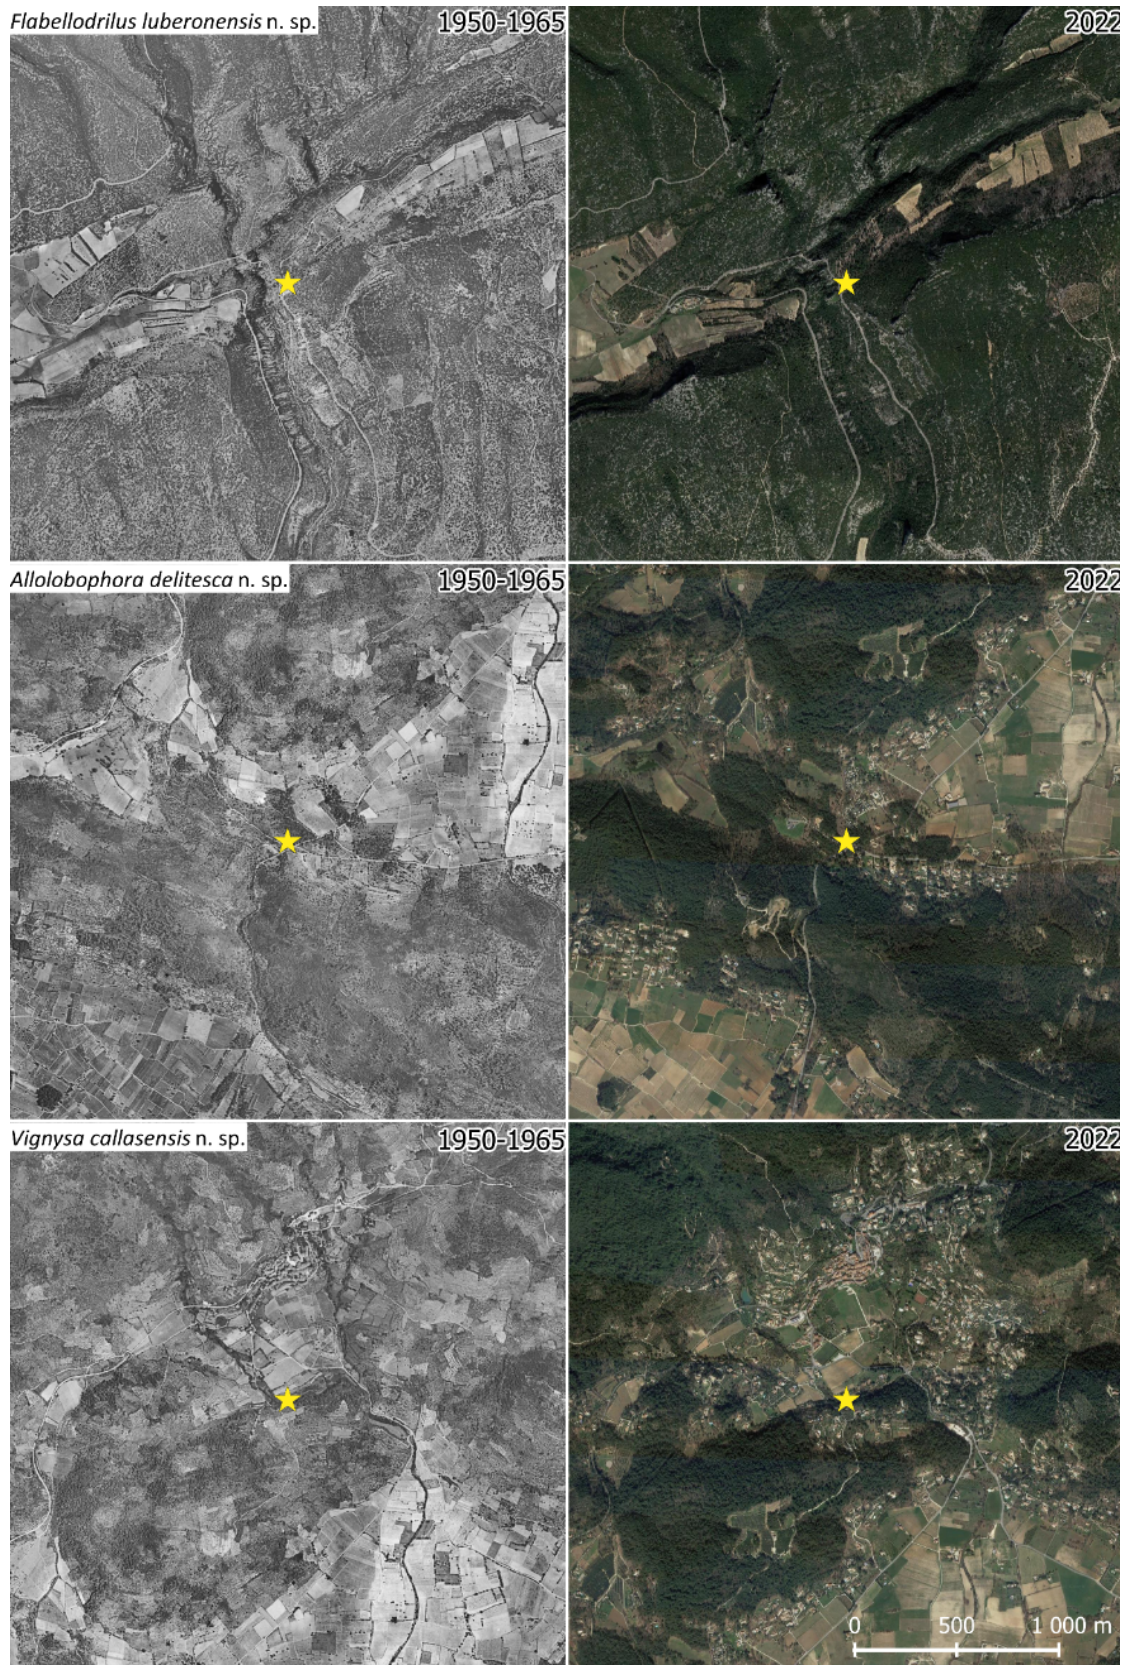 Flabellodrilus luberonensis n. sp.
1950-1965
2022
Allolobophora delitesca n. sp.
1950-1965
2022
Vignysa callasensis n. sp.
1950-1965
2022
0 500 1 000 m